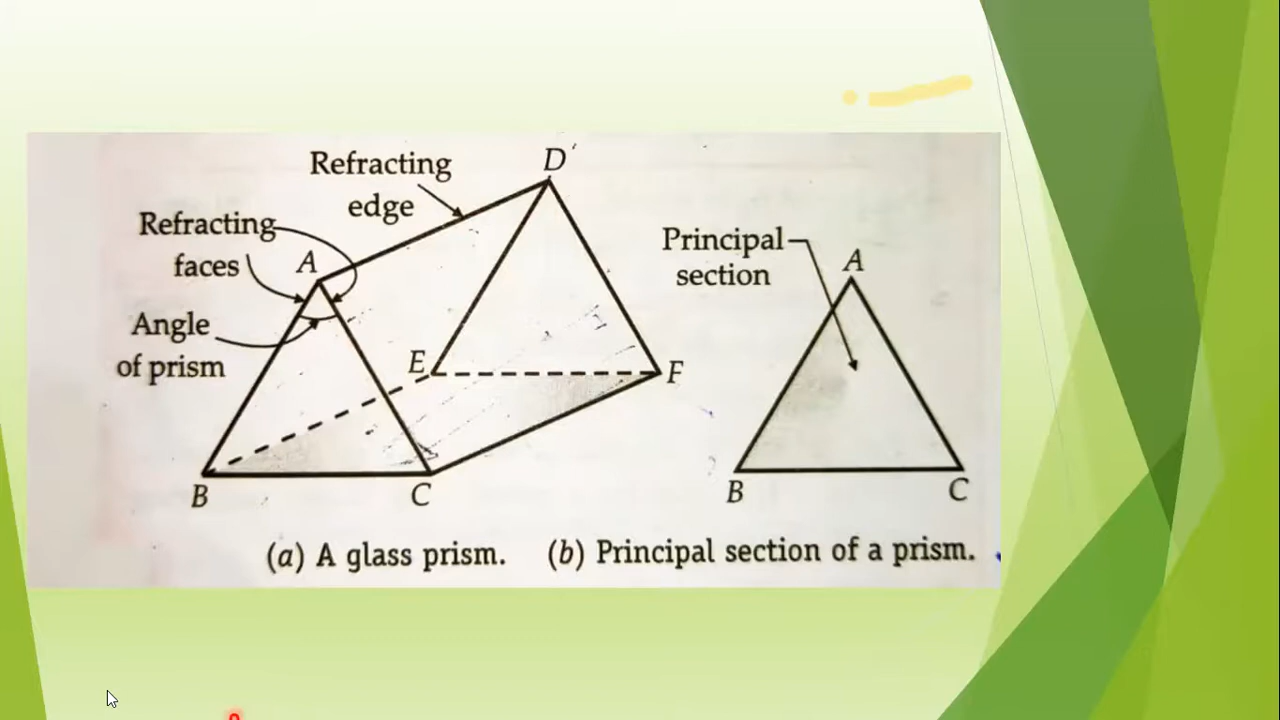 Refracting
edge
D
Refracting
faces
A
Angle
of prism
E
F
B
C
Principal
section
A
B
C
(a) A glass prism.
(b) Principal section of a prism.